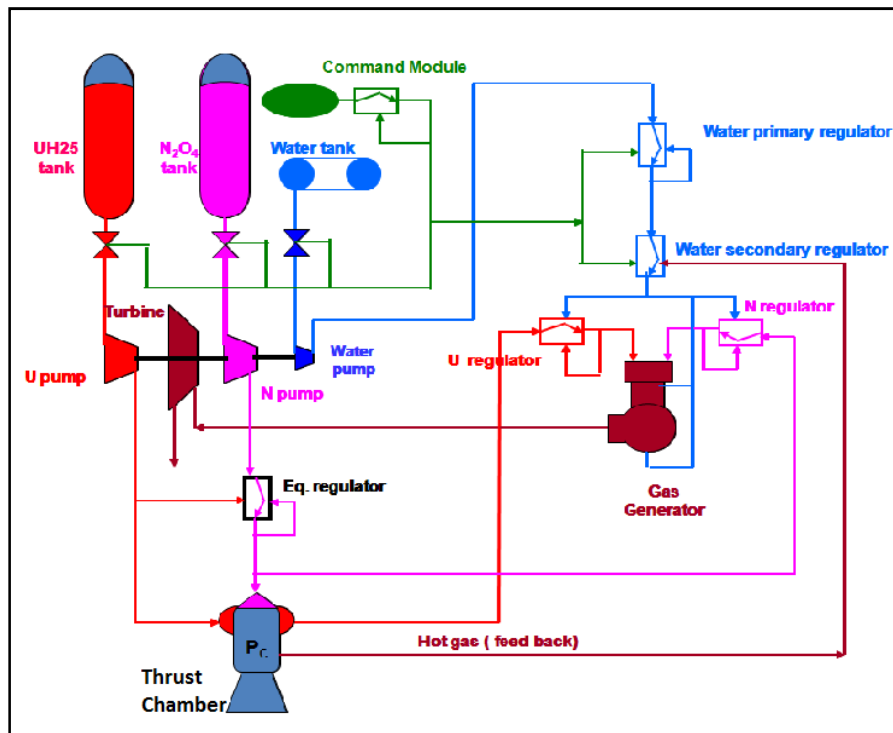 Command Module
UH25
tank
N₂O₄
tank
Water tank
Water primary regulator
Water secondary regulator
Turbine
N regulator
Water
pump
U regulator
U pump
N pump
Eq. regulator
Gas
Generator
P_C
Hot gas ( feed back)
Thrust
Chamber